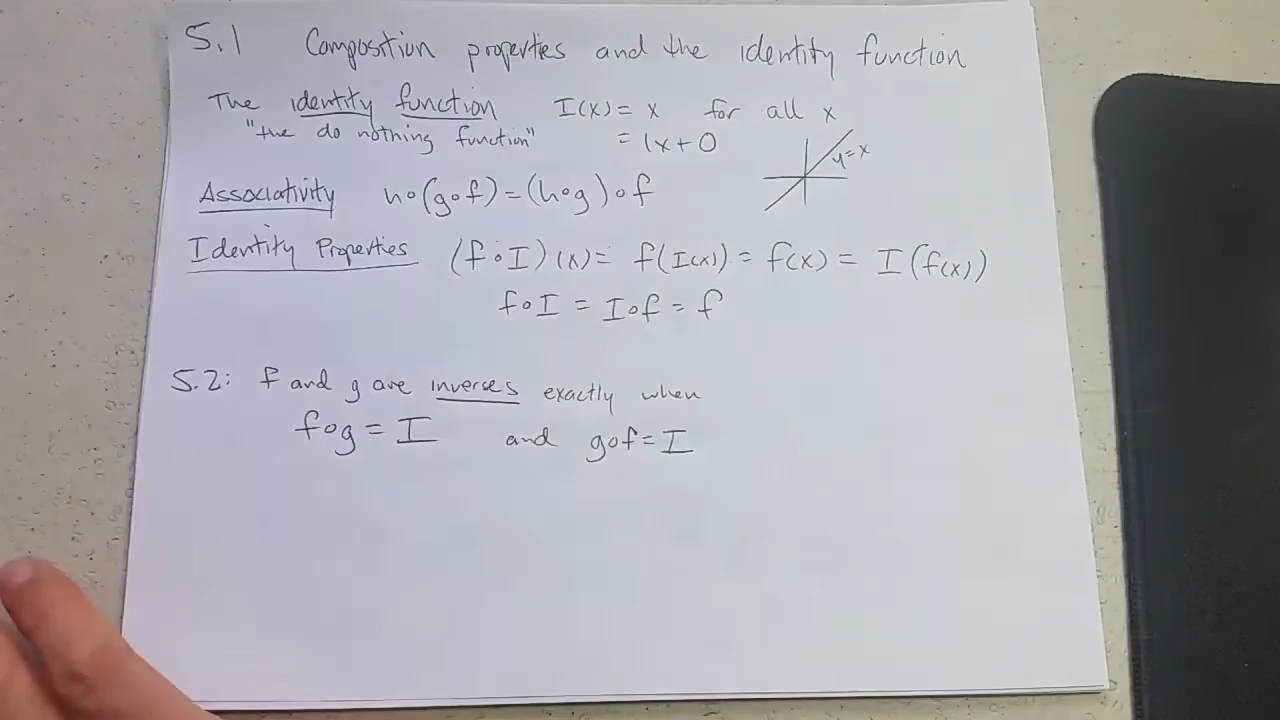 5.1 Composition properties and the identity function
The identity function I(x) = x for all x
"the do nothing function" = 1x + 0
y=x
Associativity h∘(g∘f) = (h∘g)∘f
Identity Properties (f∘I)(x) = f(I(x)) = f(x) = I(f(x))
f∘I = I∘f = f
5.2: f and g are inverses exactly when
f∘g = I and g∘f = I